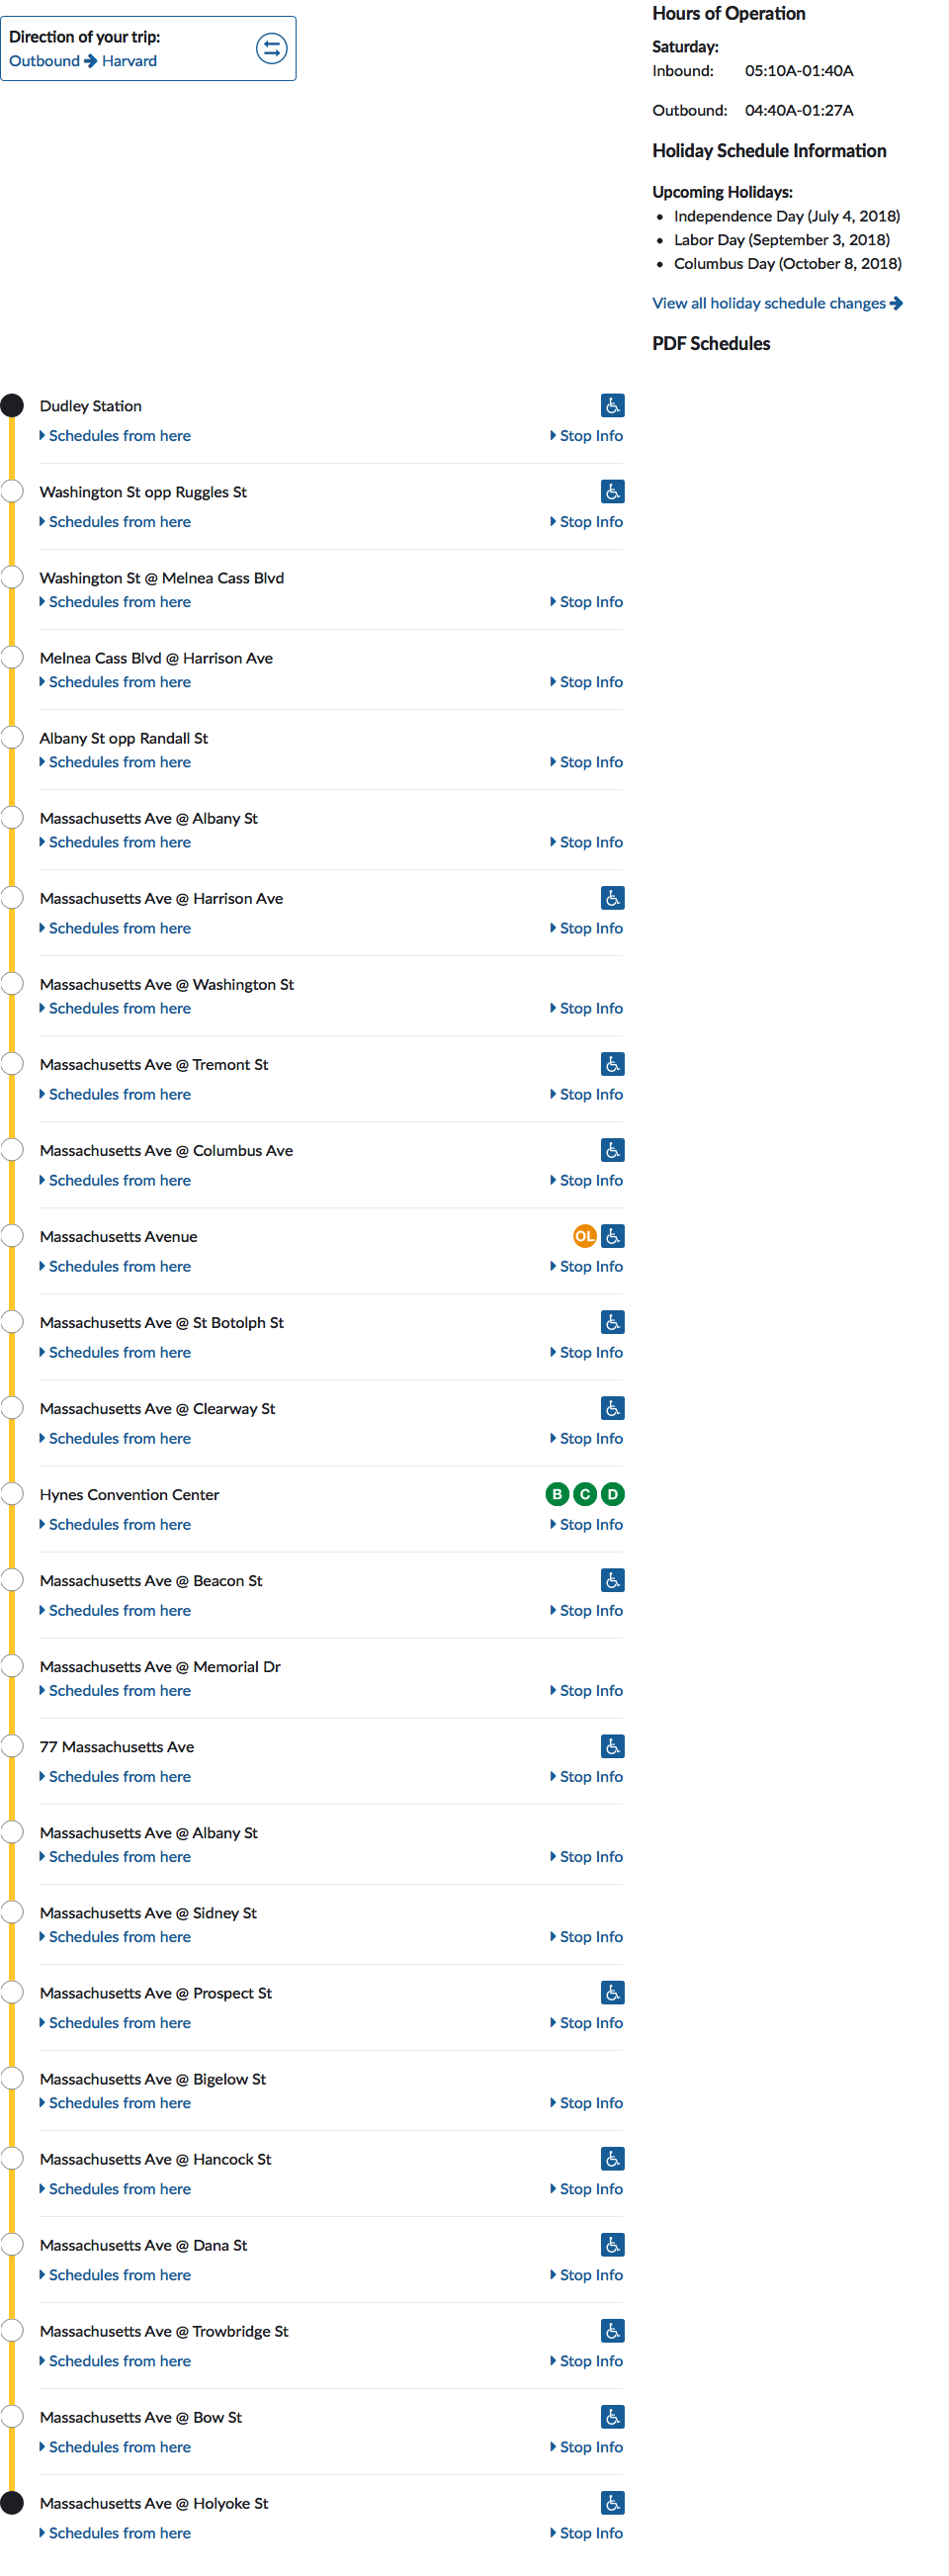 Direction of your trip:
Outbound → Harvard
Hours of Operation
Saturday:
Inbound: 05:10A-01:40A
Outbound: 04:40A-01:27A
Holiday Schedule Information
Upcoming Holidays:
• Independence Day (July 4, 2018)
• Labor Day (September 3, 2018)
• Columbus Day (October 8, 2018)
View all holiday schedule changes →
PDF Schedules
Dudley Station
Schedules from here Stop Info
Washington St opp Ruggles St
Schedules from here Stop Info
Washington St @ Melnea Cass Blvd
Schedules from here Stop Info
Melnea Cass Blvd @ Harrison Ave
Schedules from here Stop Info
Albany St opp Randall St
Schedules from here Stop Info
Massachusetts Ave @ Albany St
Schedules from here Stop Info
Massachusetts Ave @ Harrison Ave
Schedules from here Stop Info
Massachusetts Ave @ Washington St
Schedules from here Stop Info
Massachusetts Ave @ Tremont St
Schedules from here Stop Info
Massachusetts Ave @ Columbus Ave
Schedules from here Stop Info
Massachusetts Avenue OL
Schedules from here Stop Info
Massachusetts Ave @ St Botolph St
Schedules from here Stop Info
Massachusetts Ave @ Clearway St
Schedules from here Stop Info
Hynes Convention Center B C D
Schedules from here Stop Info
Massachusetts Ave @ Beacon St
Schedules from here Stop Info
Massachusetts Ave @ Memorial Dr
Schedules from here Stop Info
77 Massachusetts Ave
Schedules from here Stop Info
Massachusetts Ave @ Albany St
Schedules from here Stop Info
Massachusetts Ave @ Sidney St
Schedules from here Stop Info
Massachusetts Ave @ Prospect St
Schedules from here Stop Info
Massachusetts Ave @ Bigelow St
Schedules from here Stop Info
Massachusetts Ave @ Hancock St
Schedules from here Stop Info
Massachusetts Ave @ Dana St
Schedules from here Stop Info
Massachusetts Ave @ Trowbridge St
Schedules from here Stop Info
Massachusetts Ave @ Bow St
Schedules from here Stop Info
Massachusetts Ave @ Holyoke St
Schedules from here Stop Info